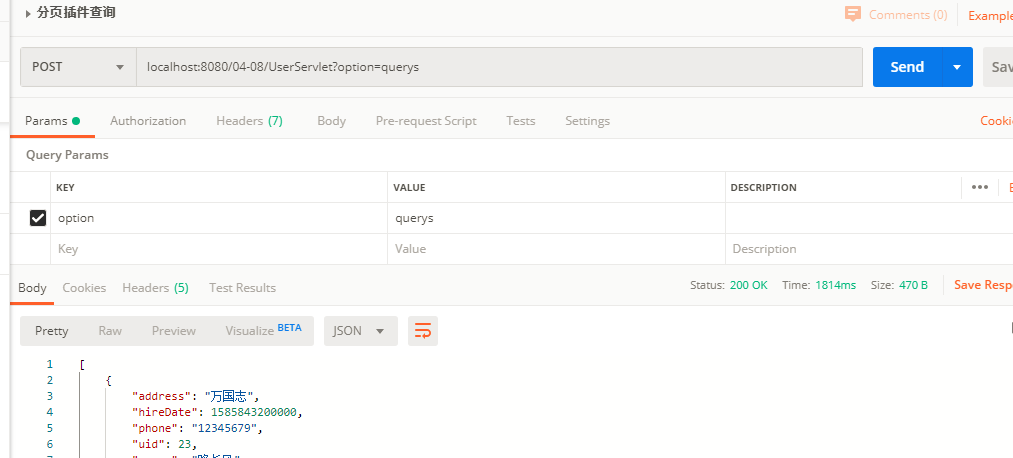 分页插件查询
Comments (0)
Example
POST
localhost:8080/04-08/UserServlet?option=querys
Send
Sav
Params
Authorization
Headers (7)
Body
Pre-request Script
Tests
Settings
Cooki
Query Params
KEY
VALUE
DESCRIPTION
option
querys
Key
Value
Description
Body
Cookies
Headers (5)
Test Results
Status: 200 OK
Time: 1814ms
Size: 470 B
Save Resp
Pretty
Raw
Preview
Visualize BETA
JSON
1 [
2 {
3 "address": "万国志",
4 "hireDate": 1585843200000,
5 "phone": "12345679",
6 "uid": 23,